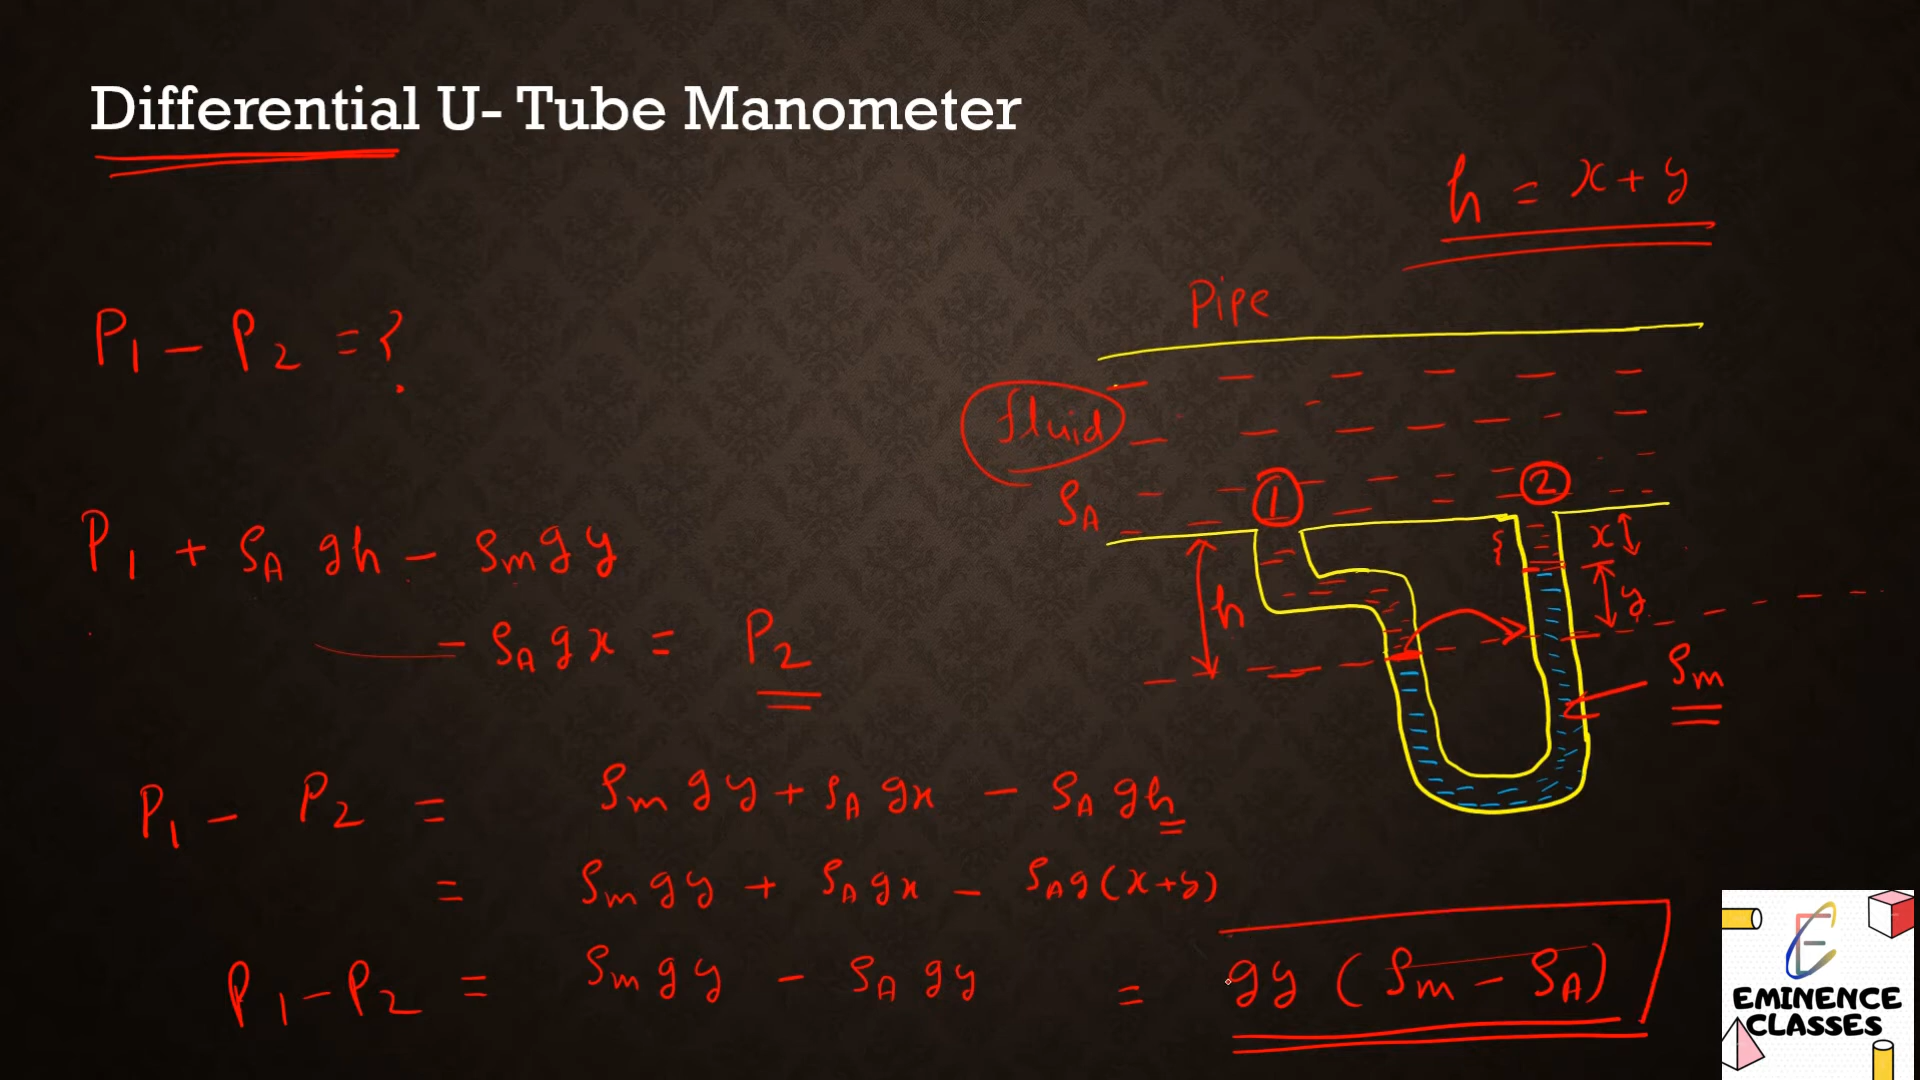 Differential U- Tube Manometer
h = x + y
Pipe
P1 - P2 = ?
fluid
ρA
1
2
x
y
h
P1 + ρA gh - ρm g y
- ρA g x = P2
ρm
P1 - P2 = ρm g y + ρA g x - ρA g h
= ρm g y + ρA g x - ρA g (x+y)
P1 - P2 = ρm g y - ρA g y = g y (ρm - ρA)
E
EMINENCE
CLASSES